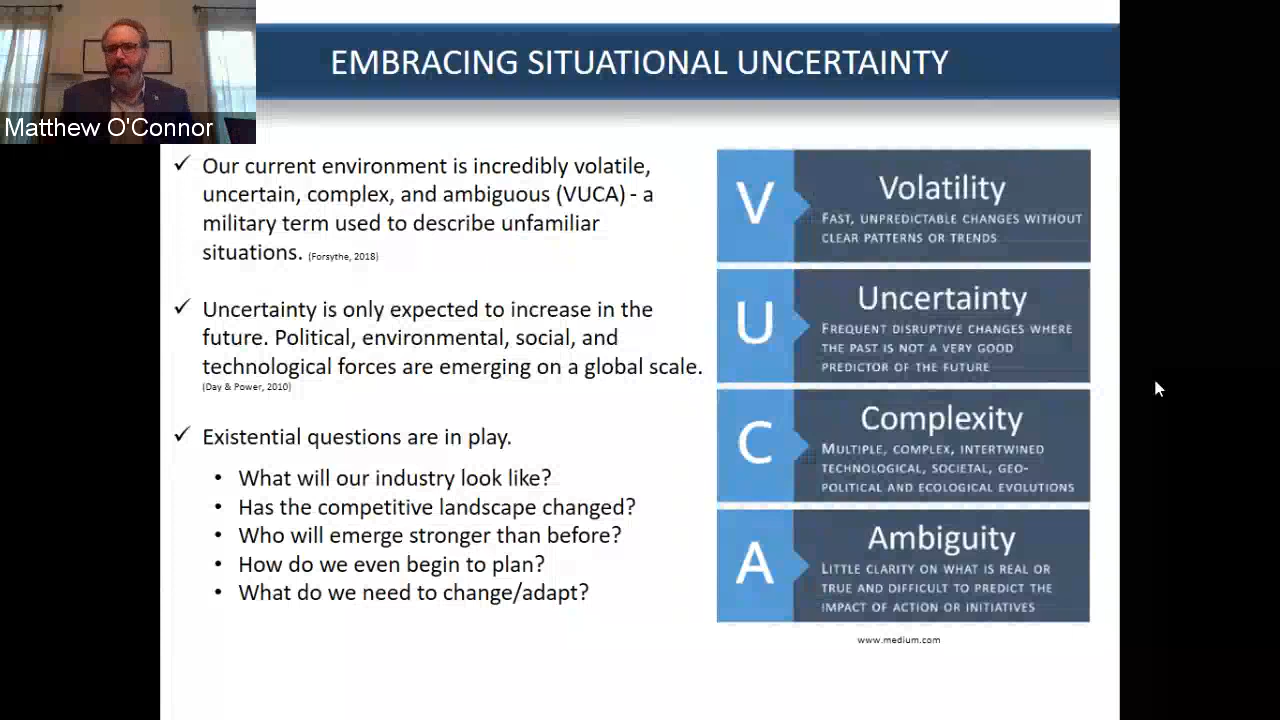 EMBRACING SITUATIONAL UNCERTAINTY
Matthew O'Connor
✓ Our current environment is incredibly volatile,
uncertain, complex, and ambiguous (VUCA) - a
military term used to describe unfamiliar
situations. (Forsythe, 2018)
✓ Uncertainty is only expected to increase in the
future. Political, environmental, social, and
technological forces are emerging on a global scale.
(Day & Power, 2010)
✓ Existential questions are in play.
• What will our industry look like?
• Has the competitive landscape changed?
• Who will emerge stronger than before?
• How do we even begin to plan?
• What do we need to change/adapt?
V
Volatility
FAST, UNPREDICTABLE CHANGES WITHOUT
CLEAR PATTERNS OR TRENDS
U
Uncertainty
FREQUENT DISRUPTIVE CHANGES WHERE
THE PAST IS NOT A VERY GOOD
PREDICTOR OF THE FUTURE
C
Complexity
MULTIPLE, COMPLEX, INTERTWINED
TECHNOLOGICAL, SOCIETAL, GEO-
POLITICAL AND ECOLOGICAL EVOLUTIONS
A
Ambiguity
LITTLE CLARITY ON WHAT IS REAL OR
TRUE AND DIFFICULT TO PREDICT THE
IMPACT OF ACTION OR INITIATIVES
www.medium.com